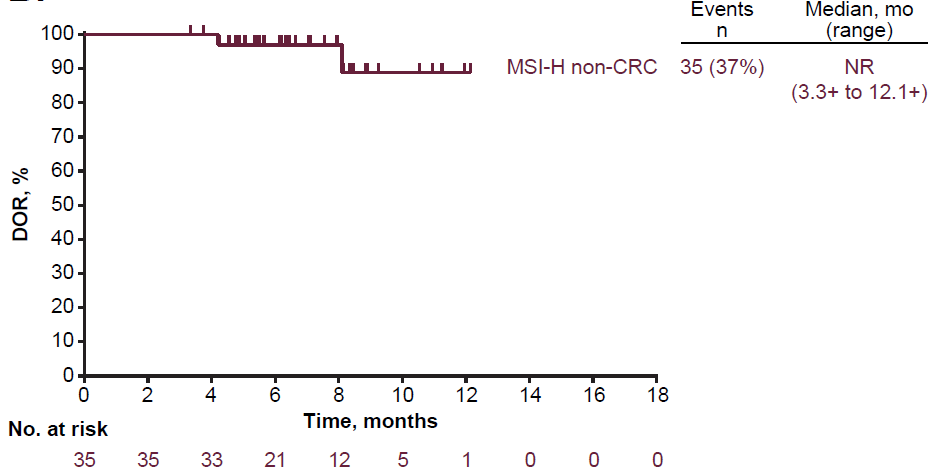 Events
n
Median, mo
(range)
MSI-H non-CRC 35 (37%) NR
(3.3+ to 12.1+)
100
90
80
70
60
50
40
30
20
10
0
DOR, %
0 2 4 6 8 10 12 14 16 18
Time, months
No. at risk
35 35 33 21 12 5 1 0 0 0